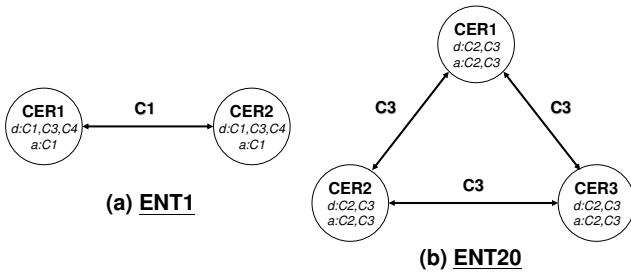 CER1
d:C2,C3
a:C2,C3
CER1
d:C1,C3,C4
a:C1
C1
CER2
d:C1,C3,C4
a:C1
C3
C3
(a) ENT1
CER2
d:C2,C3
a:C2,C3
C3
CER3
d:C2,C3
a:C2,C3
(b) ENT20